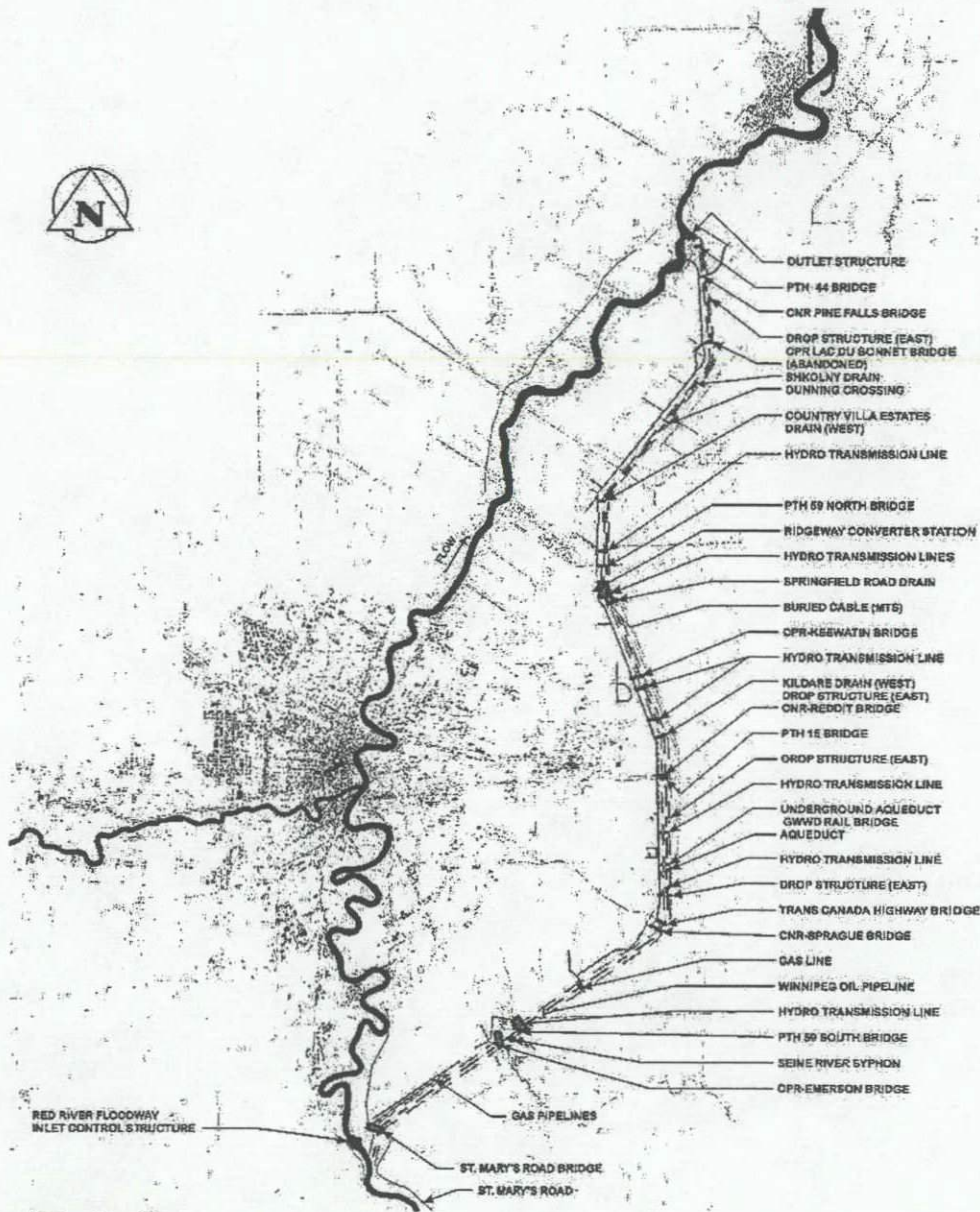 N
OUTLET STRUCTURE
PTH 44 BRIDGE
CNR PINE FALLS BRIDGE
DROP STRUCTURE (EAST)
CPR LAC DU BONNET BRIDGE
(ABANDONED)
SHKOLNY DRAIN
DUNNING CROSSING
COUNTRY VILLA ESTATES
DRAIN (WEST)
HYDRO TRANSMISSION LINE
PTH 59 NORTH BRIDGE
RIDGEWAY CONVERTER STATION
HYDRO TRANSMISSION LINES
SPRINGFIELD ROAD DRAIN
BURIED CABLE (MTS)
CPR-KEEWATIN BRIDGE
HYDRO TRANSMISSION LINE
KILDARE DRAIN (WEST)
DROP STRUCTURE (EAST)
CNR-REDDIT BRIDGE
PTH 15 BRIDGE
DROP STRUCTURE (EAST)
HYDRO TRANSMISSION LINE
UNDERGROUND AQUEDUCT
GWWD RAIL BRIDGE
AQUEDUCT
HYDRO TRANSMISSION LINE
DROP STRUCTURE (EAST)
TRANS CANADA HIGHWAY BRIDGE
CNR-SPRAGUE BRIDGE
GAS LINE
WINNIPEG OIL PIPELINE
HYDRO TRANSMISSION LINE
PTH 59 SOUTH BRIDGE
SEINE RIVER SYPHON
CPR-EMERSON BRIDGE
FLOW
GAS PIPELINES
RED RIVER FLOODWAY
INLET CONTROL STRUCTURE
ST. MARY'S ROAD BRIDGE
ST. MARY'S ROAD